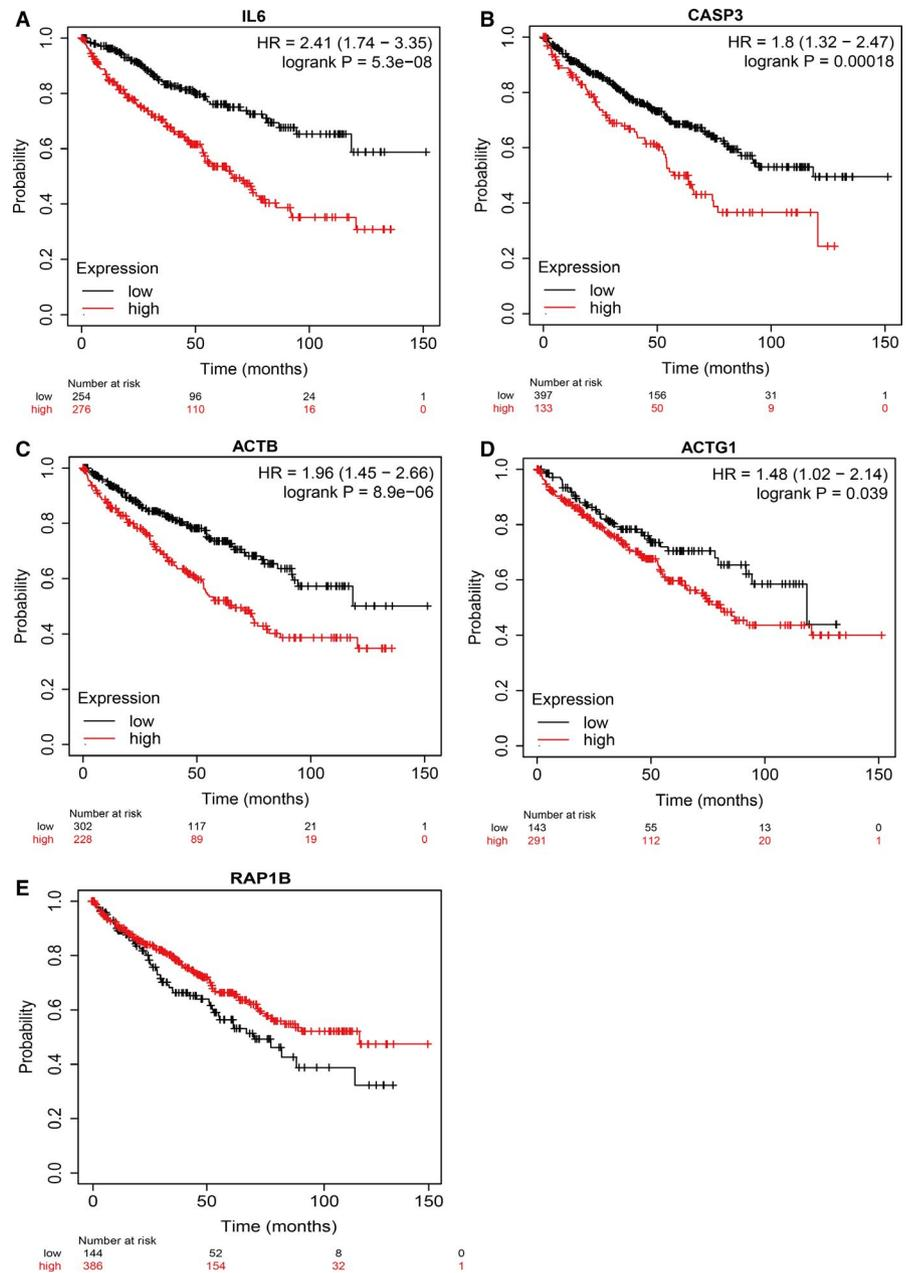 A
IL6
HR = 2.41 (1.74 − 3.35)
logrank P = 5.3e−08
Probability
1.0
0.8
0.6
0.4
0.2
0.0
Expression
low
high
0 50 100 150
Time (months)
Number at risk
low 254 96 24 1
high 276 110 16 0
B
CASP3
HR = 1.8 (1.32 − 2.47)
logrank P = 0.00018
Probability
1.0
0.8
0.6
0.4
0.2
0.0
Expression
low
high
0 50 100 150
Time (months)
Number at risk
low 397 156 31 1
high 133 50 9 0
C
ACTB
HR = 1.96 (1.45 − 2.66)
logrank P = 8.9e−06
Probability
1.0
0.8
0.6
0.4
0.2
0.0
Expression
low
high
0 50 100 150
Time (months)
Number at risk
low 302 117 21 1
high 228 89 19 0
D
ACTG1
HR = 1.48 (1.02 − 2.14)
logrank P = 0.039
Probability
1.0
0.8
0.6
0.4
0.2
0.0
Expression
low
high
0 50 100 150
Time (months)
Number at risk
low 143 55 13 0
high 291 112 20 1
E
RAP1B
Probability
1.0
0.8
0.6
0.4
0.2
0.0
0 50 100 150
Time (months)
Number at risk
low 144 52 8 0
high 386 154 32 1